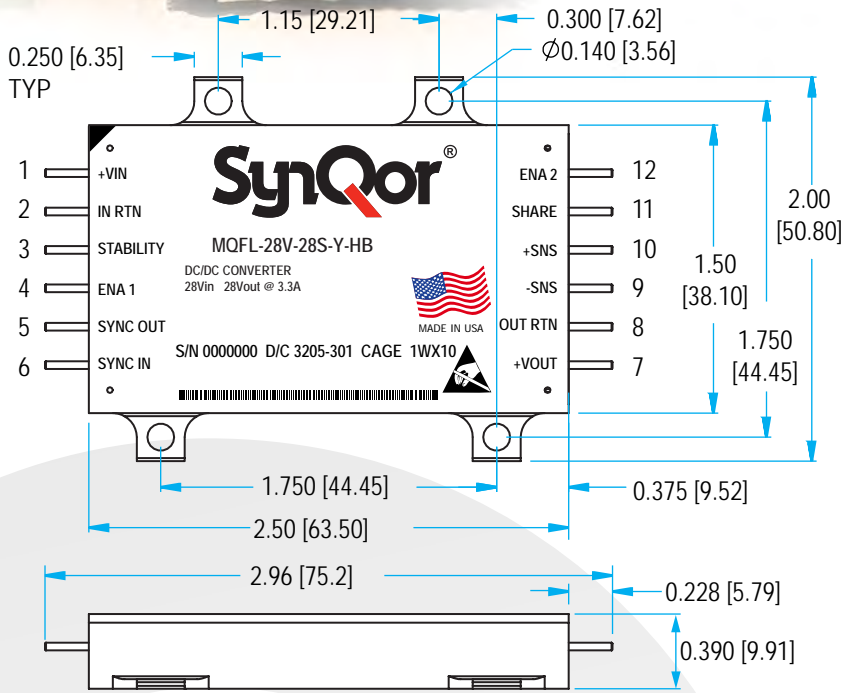 1.15 [29.21]
0.300 [7.62]
0.250 [6.35]
TYP
Ø0.140 [3.56]
SynQor®
1 +VIN
2 IN RTN
3 STABILITY
4 ENA 1
5 SYNC OUT
6 SYNC IN
MQFL-28V-28S-Y-HB
DC/DC CONVERTER
28Vin 28Vout @ 3.3A
MADE IN USA
S/N 0000000 D/C 3205-301 CAGE 1WX10
ENA 2 12
SHARE 11
+SNS 10
-SNS 9
OUT RTN 8
+VOUT 7
2.00
[50.80]
1.50
[38.10]
1.750
[44.45]
1.750 [44.45]
0.375 [9.52]
2.50 [63.50]
2.96 [75.2]
0.228 [5.79]
0.390 [9.91]